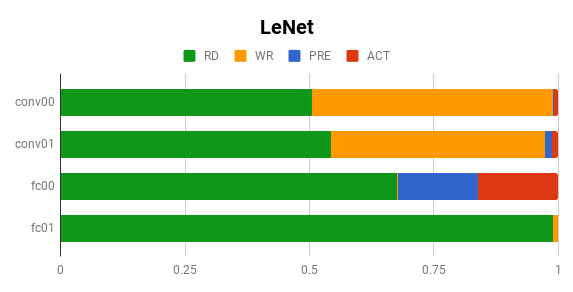 LeNet
RD WR PRE ACT
conv00
conv01
fc00
fc01
0 0.25 0.5 0.75 1